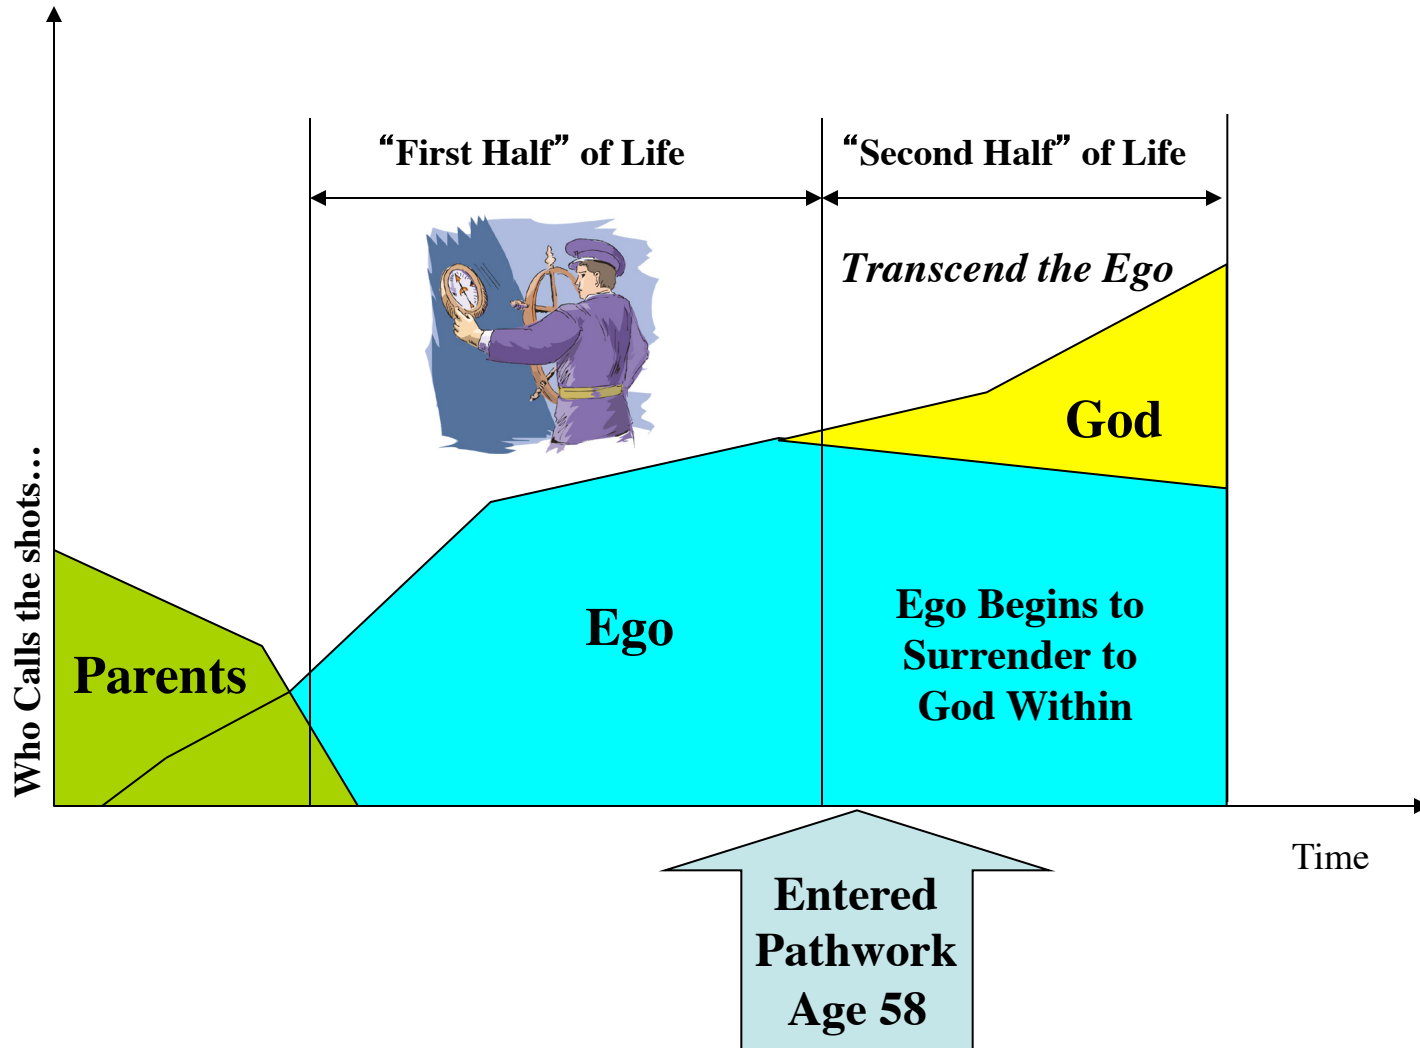 “First Half” of Life
“Second Half” of Life
Transcend the Ego
God
Who Calls the shots…
Parents
Ego
Ego Begins to
Surrender to
God Within
Time
Entered
Pathwork
Age 58